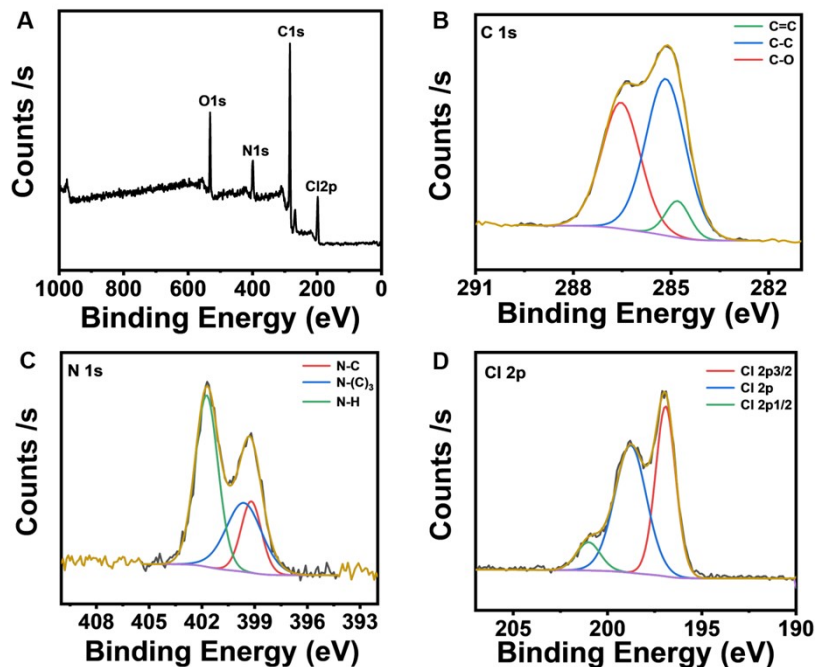 A
C1s
O1s
N1s
Cl2p
Counts /s
1000 800 600 400 200 0
Binding Energy (eV)
B
C 1s
C=C
C-C
C-O
Counts /s
291 288 285 282
Binding Energy (eV)
C
N 1s
N-C
N-(C)₃
N-H
Counts /s
408 405 402 399 396 393
Binding Energy (eV)
D
Cl 2p
Cl 2p3/2
Cl 2p
Cl 2p1/2
Counts /s
205 200 195 190
Binding Energy (eV)